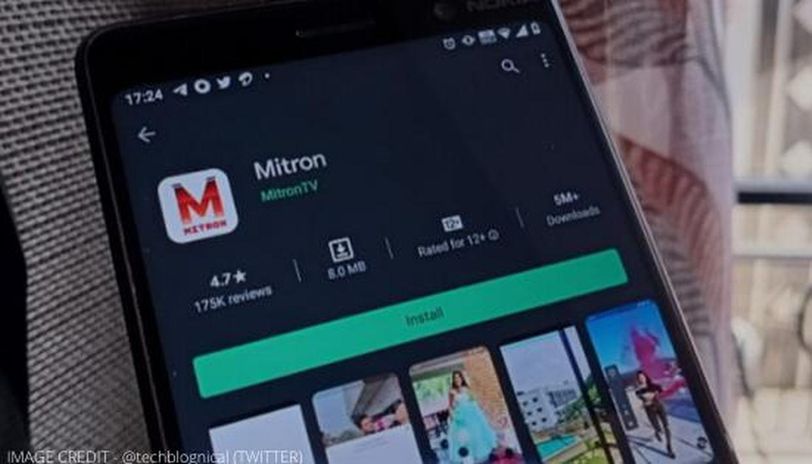 NOKIA
17:24
Mitron
MitronTV
M
MITRON
4.7★
175K reviews
8.0 MB
12+
Rated for 12+
5M+
Downloads
Install
IMAGE CREDIT - @techblognical (TWITTER)